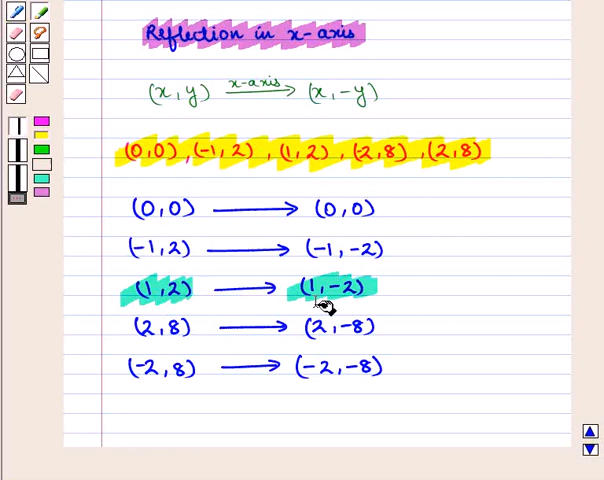 Reflection in x-axis
(x, y) x-axis⟶ (x, -y)
(0,0), (-1, 2), (1, 2), (-2,8), (2,8)
(0,0) ⟶ (0,0)
(-1,2) ⟶ (-1,-2)
(1,2) ⟶ (1,-2)
(2,8) ⟶ (2,-8)
(-2,8) ⟶ (-2,-8)